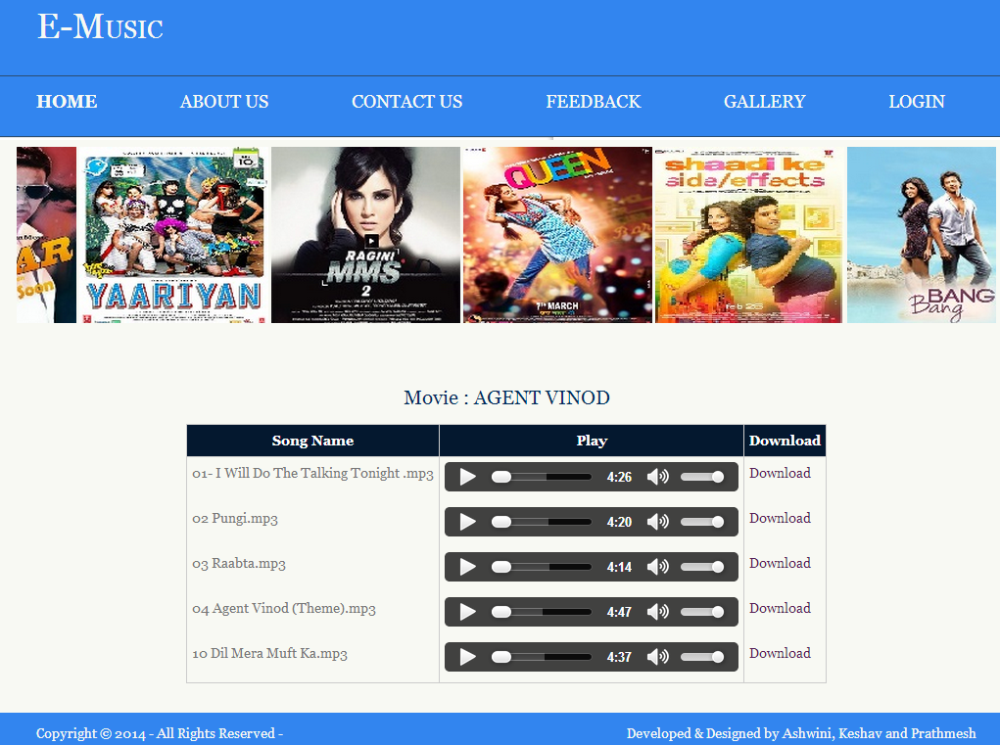 E-Music
HOME ABOUT US CONTACT US FEEDBACK GALLERY LOGIN
AR
Soon
10
YAARIYAN
RAGINI
MMS
2
QUEEN
7TH MARCH
shaadi ke
side/effects
feb 28
BANG
Bang
Movie : AGENT VINOD
Song Name Play Download
01- I Will Do The Talking Tonight .mp3 4:26 Download
02 Pungi.mp3 4:20 Download
03 Raabta.mp3 4:14 Download
04 Agent Vinod (Theme).mp3 4:47 Download
10 Dil Mera Muft Ka.mp3 4:37 Download
Copyright © 2014 - All Rights Reserved - Developed & Designed by Ashwini, Keshav and Prathmesh